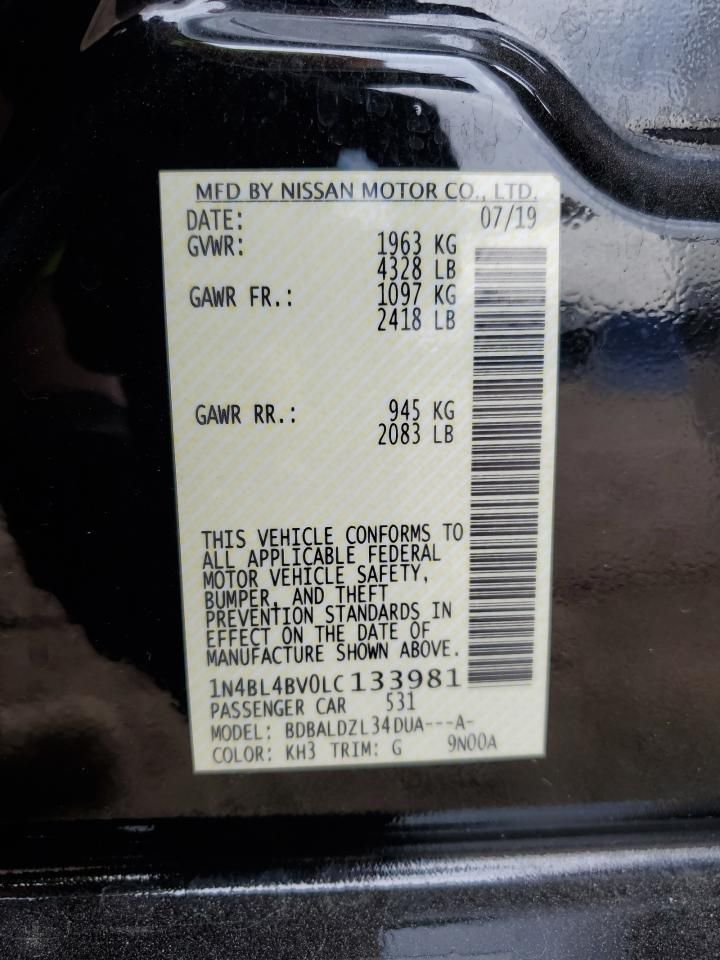 MFD BY NISSAN MOTOR CO., LTD.
DATE: 07/19
GVWR: 1963 KG
4328 LB
GAWR FR.: 1097 KG
2418 LB
GAWR RR.: 945 KG
2083 LB
THIS VEHICLE CONFORMS TO
ALL APPLICABLE FEDERAL
MOTOR VEHICLE SAFETY,
BUMPER, AND THEFT
PREVENTION STANDARDS IN
EFFECT ON THE DATE OF
MANUFACTURE SHOWN ABOVE.
1N4BL4BV0LC133981
PASSENGER CAR 531
MODEL: BDBALDZL34DUA---A-
COLOR: KH3 TRIM: G 9N00A